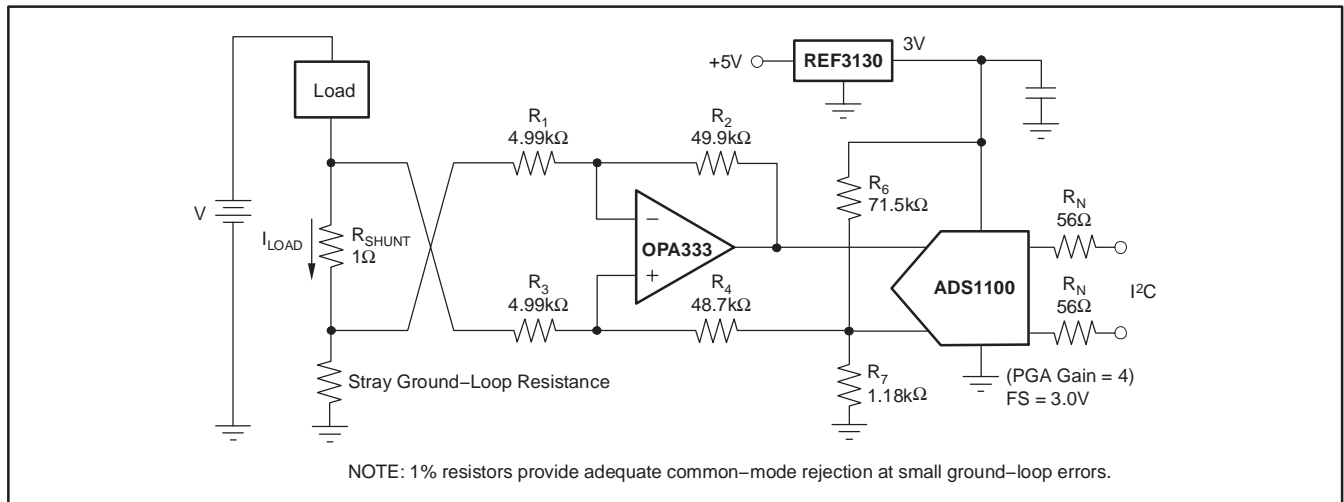 REF3130
3V
+5V
Load
R1
4.99kΩ
R2
49.9kΩ
R6
71.5kΩ
V
ILOAD
RSHUNT
1Ω
−
OPA333
+
RN
56Ω
ADS1100
RN
56Ω
I²C
R3
4.99kΩ
R4
48.7kΩ
Stray Ground−Loop Resistance
R7
1.18kΩ
(PGA Gain = 4)
FS = 3.0V
NOTE: 1% resistors provide adequate common−mode rejection at small ground−loop errors.